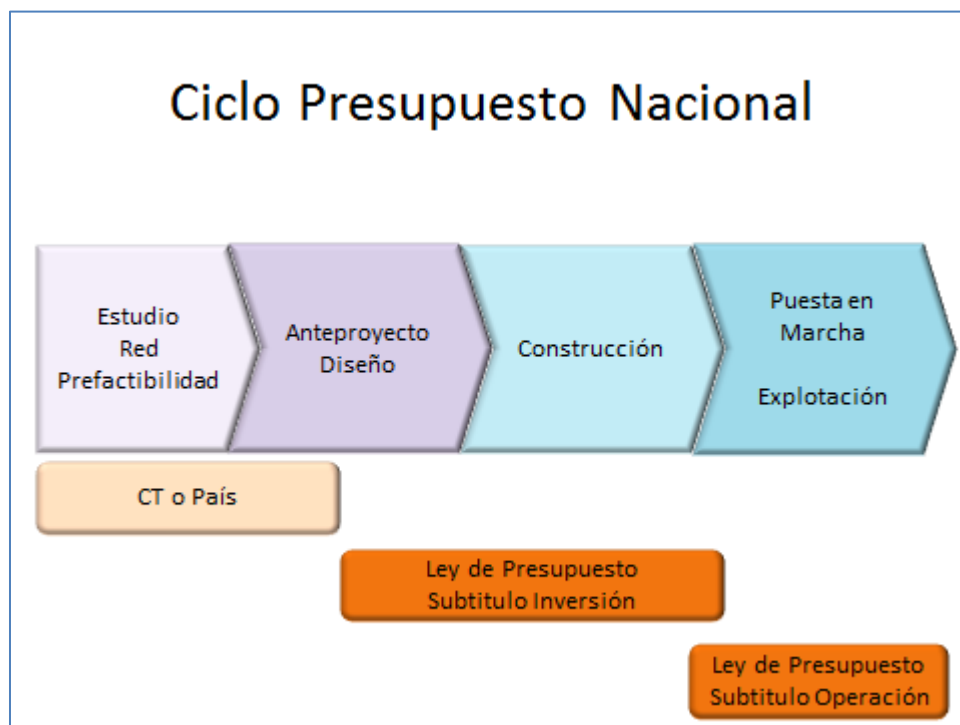 Ciclo Presupuesto Nacional
Estudio
Red
Prefactibilidad
Anteproyecto
Diseño
Construcción
Puesta en
Marcha
Explotación
CT o País
Ley de Presupuesto
Subtitulo Inversión
Ley de Presupuesto
Subtitulo Operación